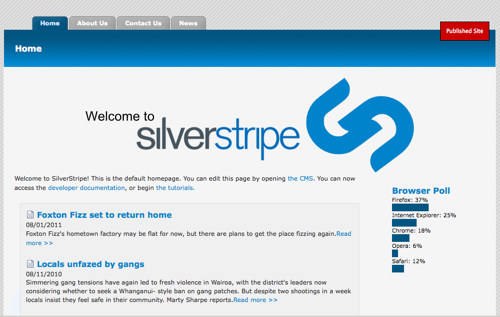 Home
About Us
Contact Us
News
Published Site
Home
Welcome to
silverstripe
Welcome to SilverStripe! This is the default homepage. You can edit this page by opening the CMS. You can now
access the developer documentation, or begin the tutorials.
Foxton Fizz set to return home
08/01/2011
Foxton Fizz's hometown factory may be flat for now, but there are plans to get the place fizzing again.Read
more >>
Locals unfazed by gangs
08/11/2010
Simmering gang tensions have again led to fresh violence in Wairoa, with the district's leaders now
considering whether to seek a Whanganui- style ban on gang patches. But despite two shootings in a week
locals insist they feel safe in their community. Marty Sharpe reports.Read more >>
Browser Poll
Firefox: 37%
Internet Explorer: 25%
Chrome: 18%
Opera: 6%
Safari: 12%